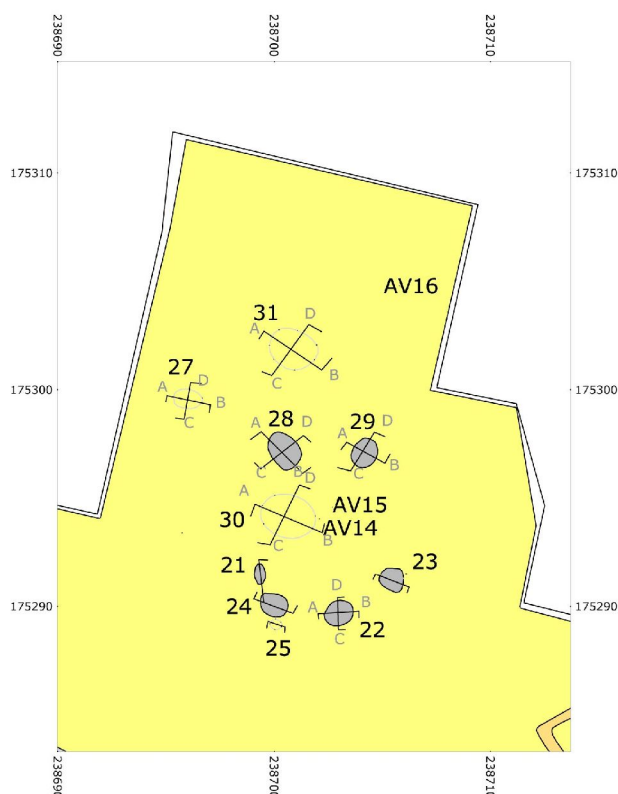 238690 238700 238710
175310 175310
AV16
31
D
A
B
C
27
175300 175300
A D
B
C
28 29
A D
A D
C B
C B
D
A
AV15
30 AV14
B
C
21
23
175290 175290
24
D
A B
C
22
25
238690 238700 238710